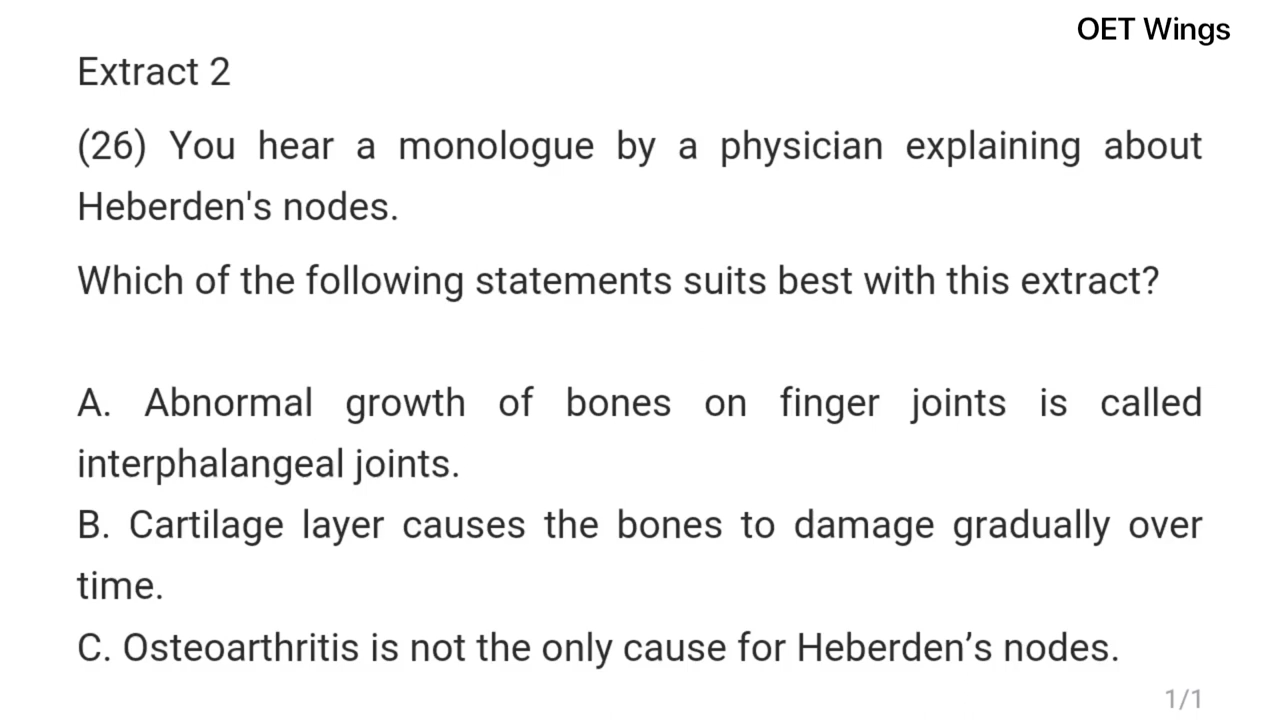 OET Wings
Extract 2
(26) You hear a monologue by a physician explaining about
Heberden's nodes.
Which of the following statements suits best with this extract?
A. Abnormal growth of bones on finger joints is called
interphalangeal joints.
B. Cartilage layer causes the bones to damage gradually over
time.
C. Osteoarthritis is not the only cause for Heberden’s nodes.
1/1